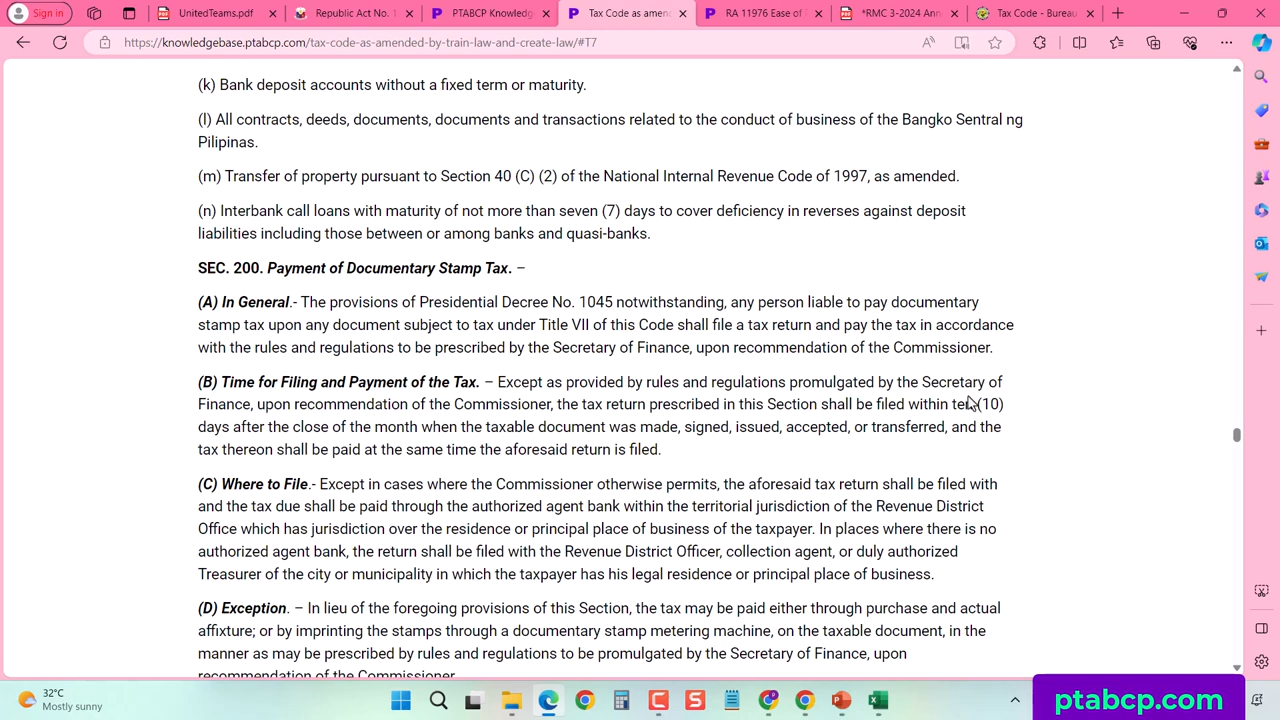 Sign in
UnitedTeams.pdf
Republic Act No. 1
PTABCP Knowledg
Tax Code as amen
RA 11976 Ease of
*RMC 3-2024 Ann
Tax Code - Bureau
https://knowledgebase.ptabcp.com/tax-code-as-amended-by-train-law-and-create-law/#T7
(k) Bank deposit accounts without a fixed term or maturity.
(l) All contracts, deeds, documents, documents and transactions related to the conduct of business of the Bangko Sentral ng
Pilipinas.
(m) Transfer of property pursuant to Section 40 (C) (2) of the National Internal Revenue Code of 1997, as amended.
(n) Interbank call loans with maturity of not more than seven (7) days to cover deficiency in reverses against deposit
liabilities including those between or among banks and quasi-banks.
SEC. 200. Payment of Documentary Stamp Tax. –
(A) In General.- The provisions of Presidential Decree No. 1045 notwithstanding, any person liable to pay documentary
stamp tax upon any document subject to tax under Title VII of this Code shall file a tax return and pay the tax in accordance
with the rules and regulations to be prescribed by the Secretary of Finance, upon recommendation of the Commissioner.
(B) Time for Filing and Payment of the Tax. – Except as provided by rules and regulations promulgated by the Secretary of
Finance, upon recommendation of the Commissioner, the tax return prescribed in this Section shall be filed within ten (10)
days after the close of the month when the taxable document was made, signed, issued, accepted, or transferred, and the
tax thereon shall be paid at the same time the aforesaid return is filed.
(C) Where to File.- Except in cases where the Commissioner otherwise permits, the aforesaid tax return shall be filed with
and the tax due shall be paid through the authorized agent bank within the territorial jurisdiction of the Revenue District
Office which has jurisdiction over the residence or principal place of business of the taxpayer. In places where there is no
authorized agent bank, the return shall be filed with the Revenue District Officer, collection agent, or duly authorized
Treasurer of the city or municipality in which the taxpayer has his legal residence or principal place of business.
(D) Exception. – In lieu of the foregoing provisions of this Section, the tax may be paid either through purchase and actual
affixture; or by imprinting the stamps through a documentary stamp metering machine, on the taxable document, in the
manner as may be prescribed by rules and regulations to be promulgated by the Secretary of Finance, upon
recommendation of the Commissioner.
32°C
Mostly sunny
ptabcp.com